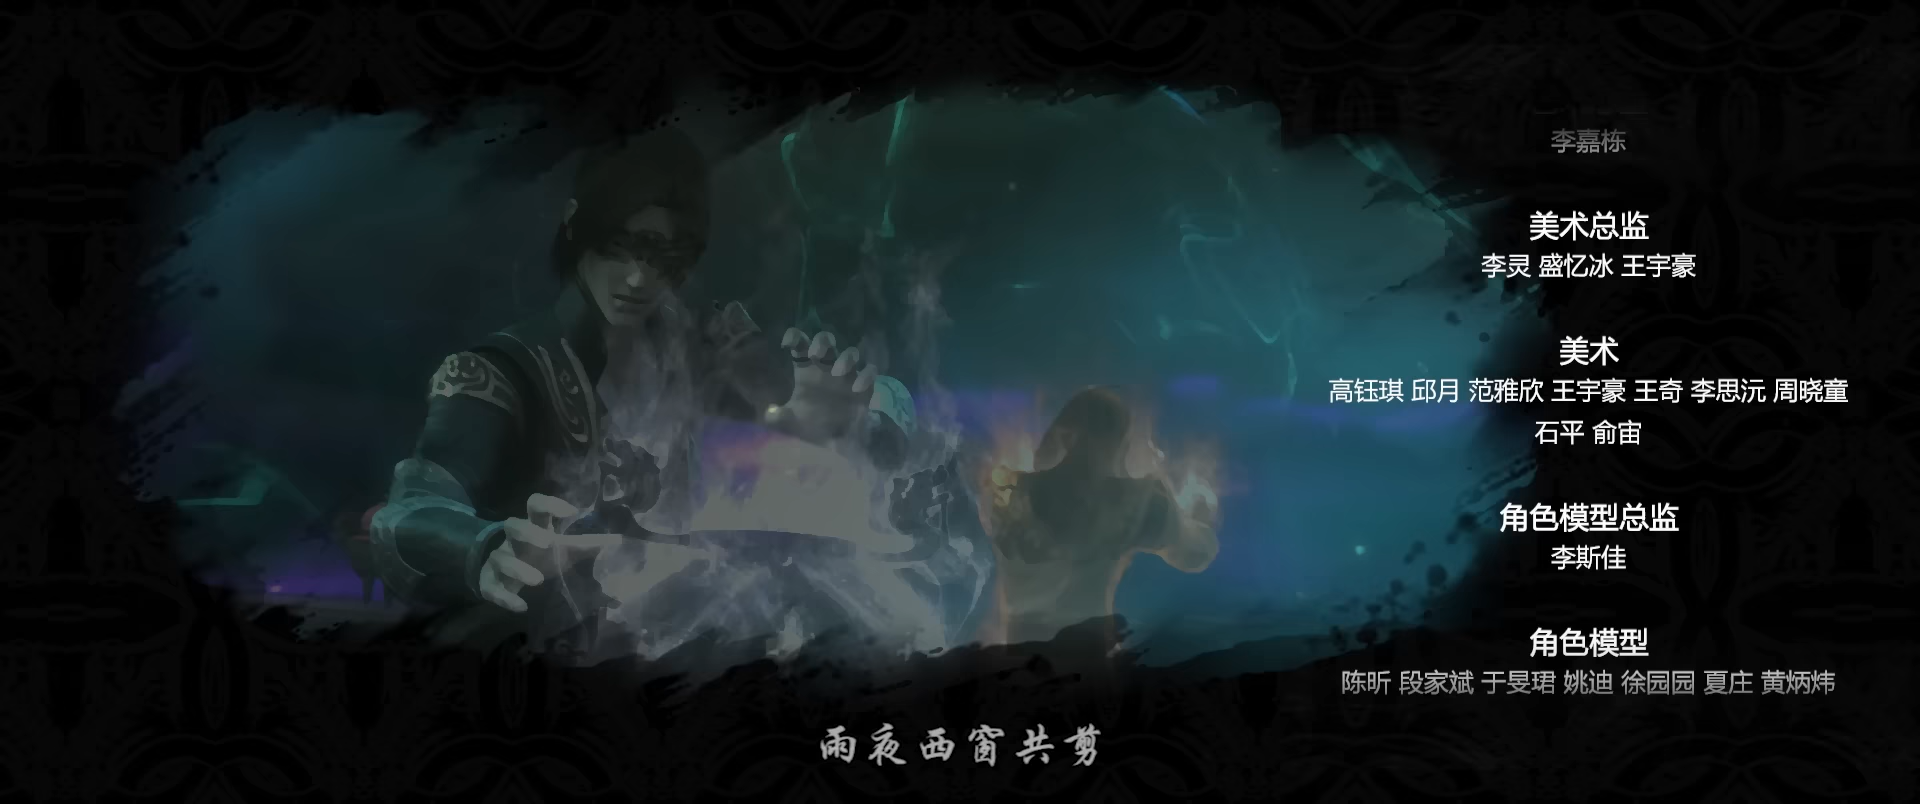 李嘉栋
美术总监
李灵 盛忆冰 王宇豪
美术
高钰琪 邱月 范雅欣 王宇豪 王奇 李思沅 周晓童
石平 俞宙
角色模型总监
李斯佳
角色模型
陈昕 段家斌 于旻珺 姚迪 徐园园 夏庄 黄炳炜
雨夜西窗共剪